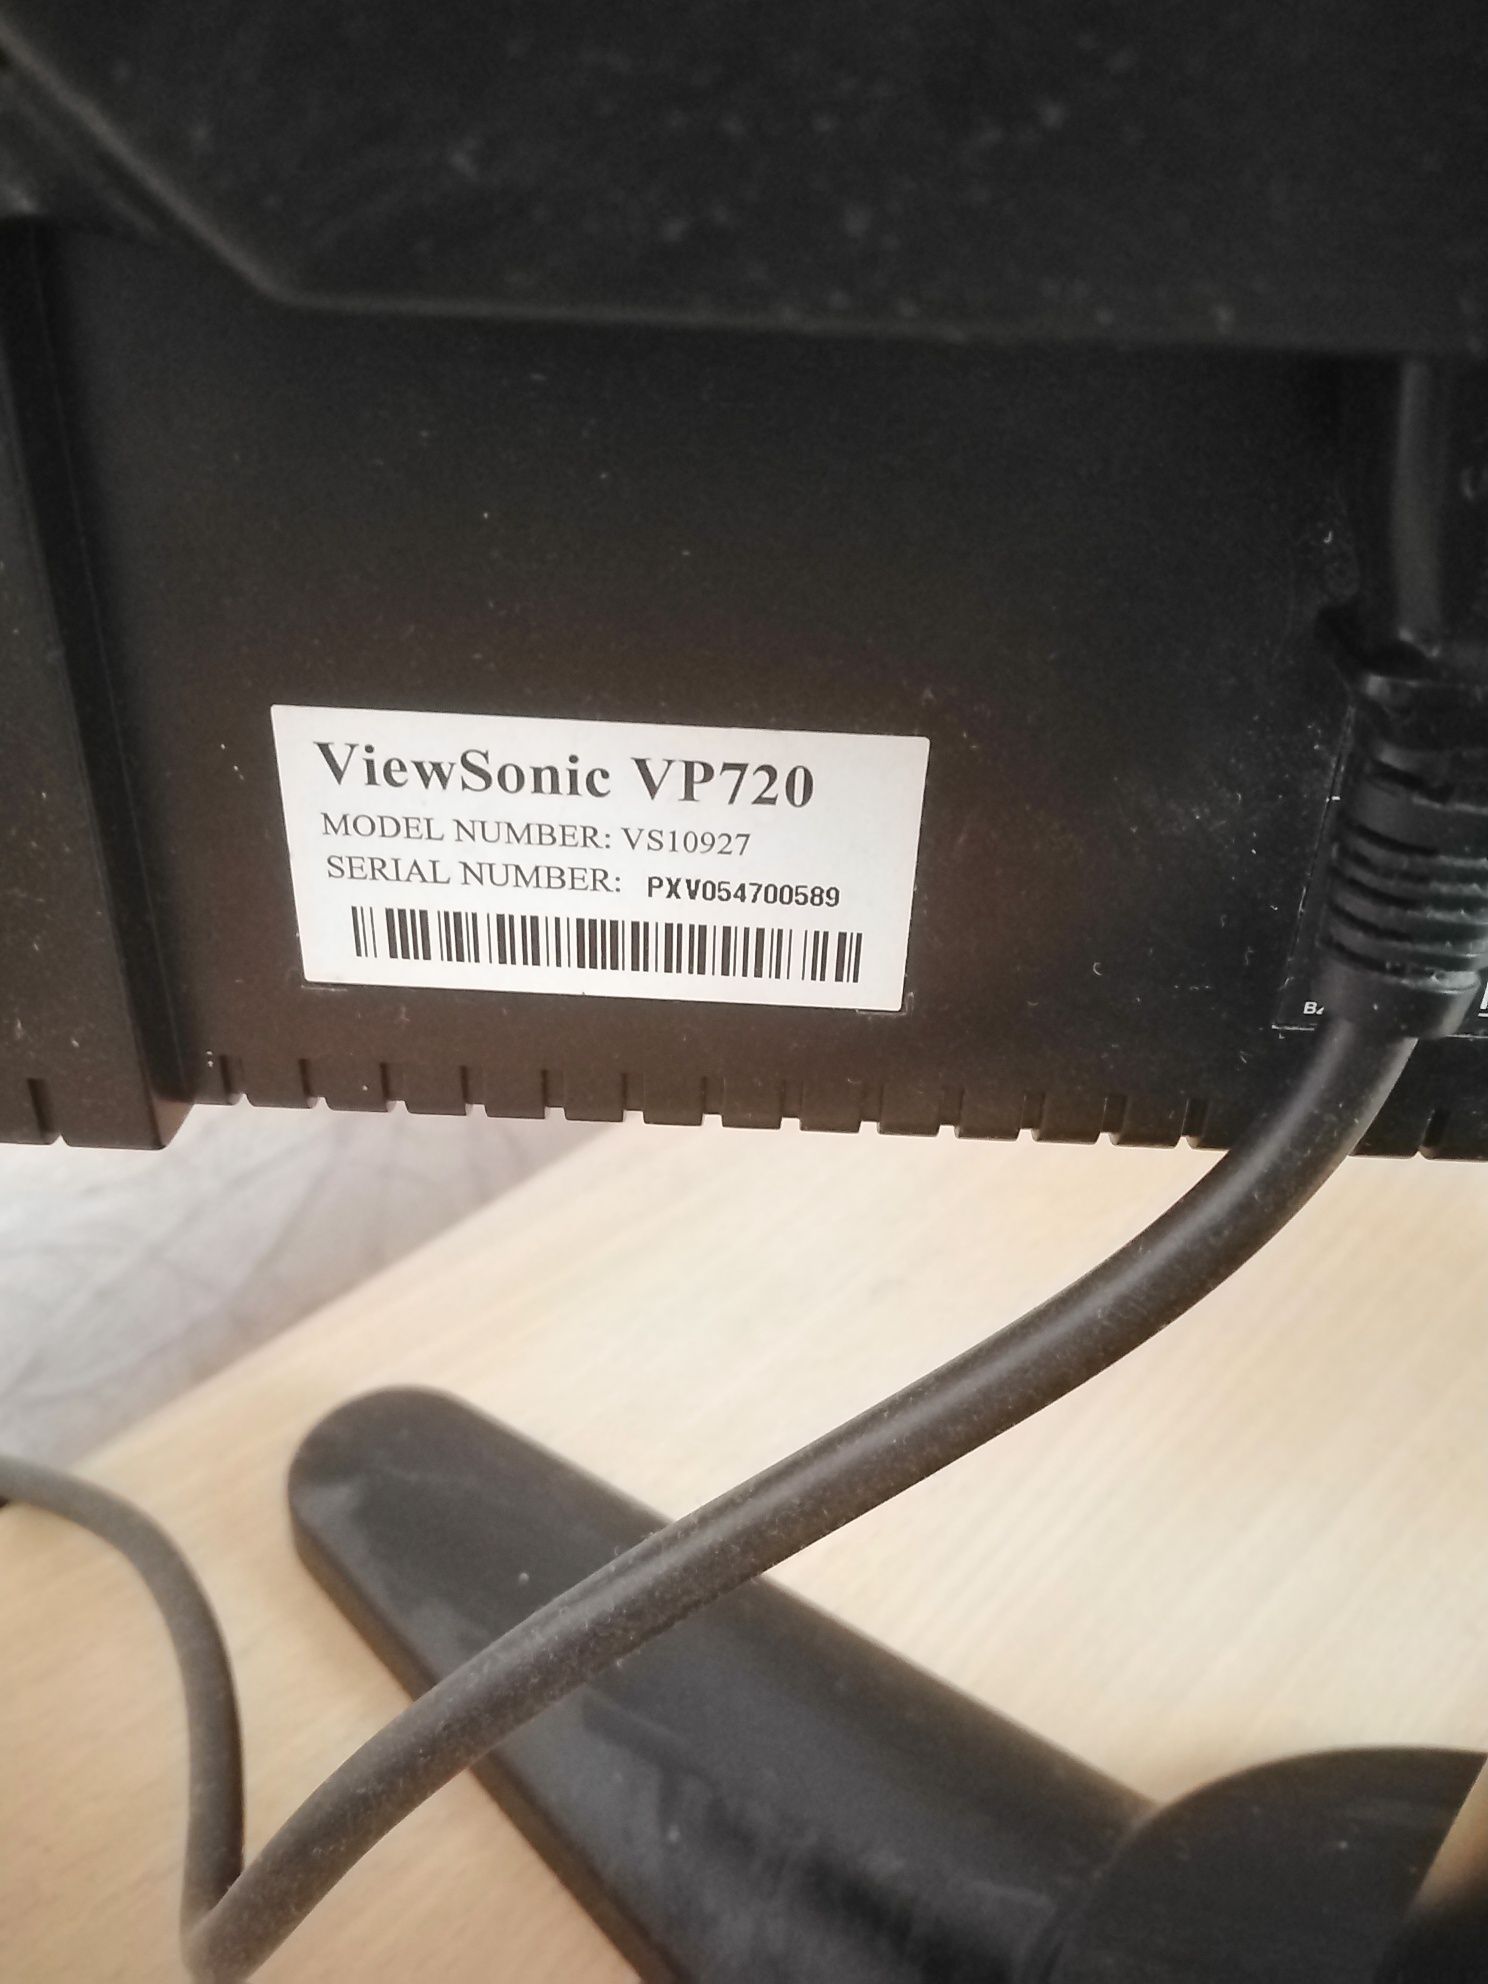 ViewSonic VP720
MODEL NUMBER: VS10927
SERIAL NUMBER: PXV054700589